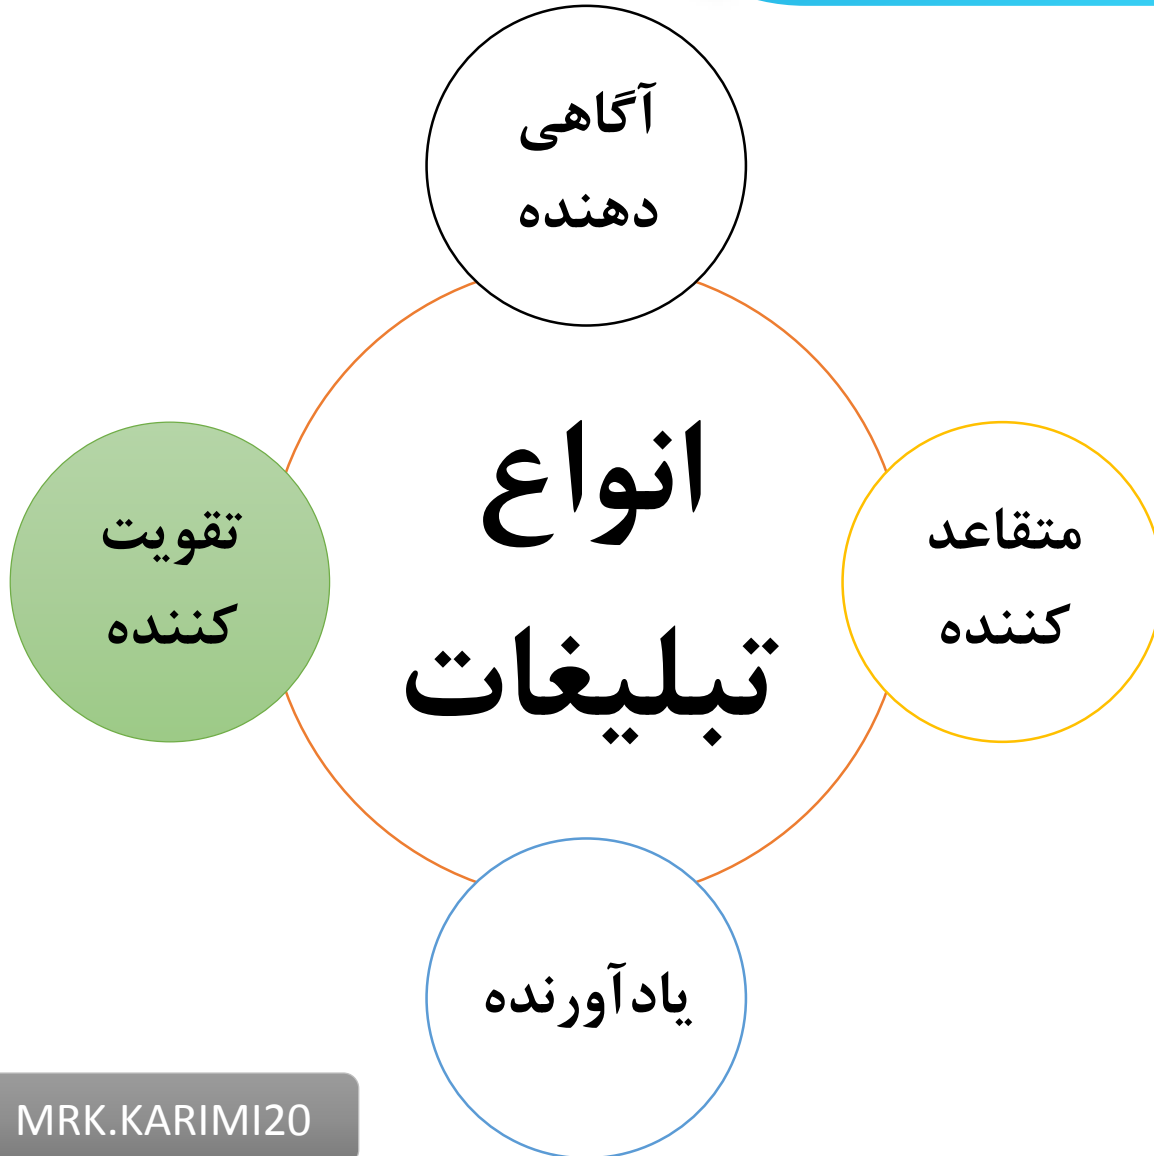 آگاهی
دهنده
انواع
تبلیغات
متقاعد
کننده
یادآورنده
تقویت
کننده
MRK.KARIMI20